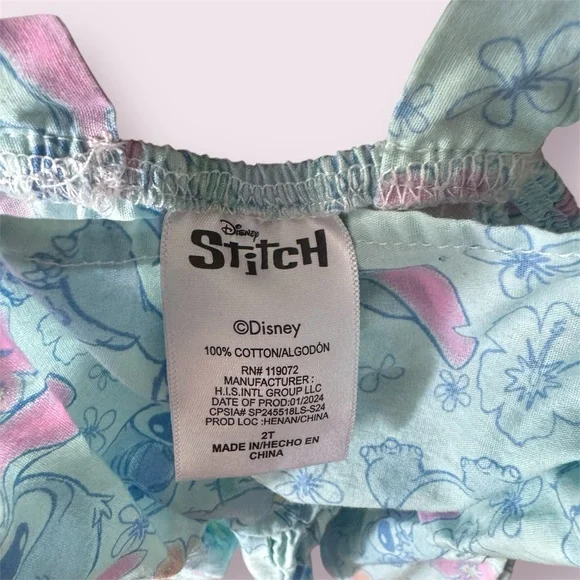 Disney
Stitch
©Disney
100% COTTON/ALGODÓN
RN# 119072
MANUFACTURER :
H.I.S.INTL GROUP LLC
DATE OF PROD:01/2024
CPSIA# SP245518LS-S24
PROD LOC :HENAN/CHINA
2T
MADE IN/HECHO EN
CHINA